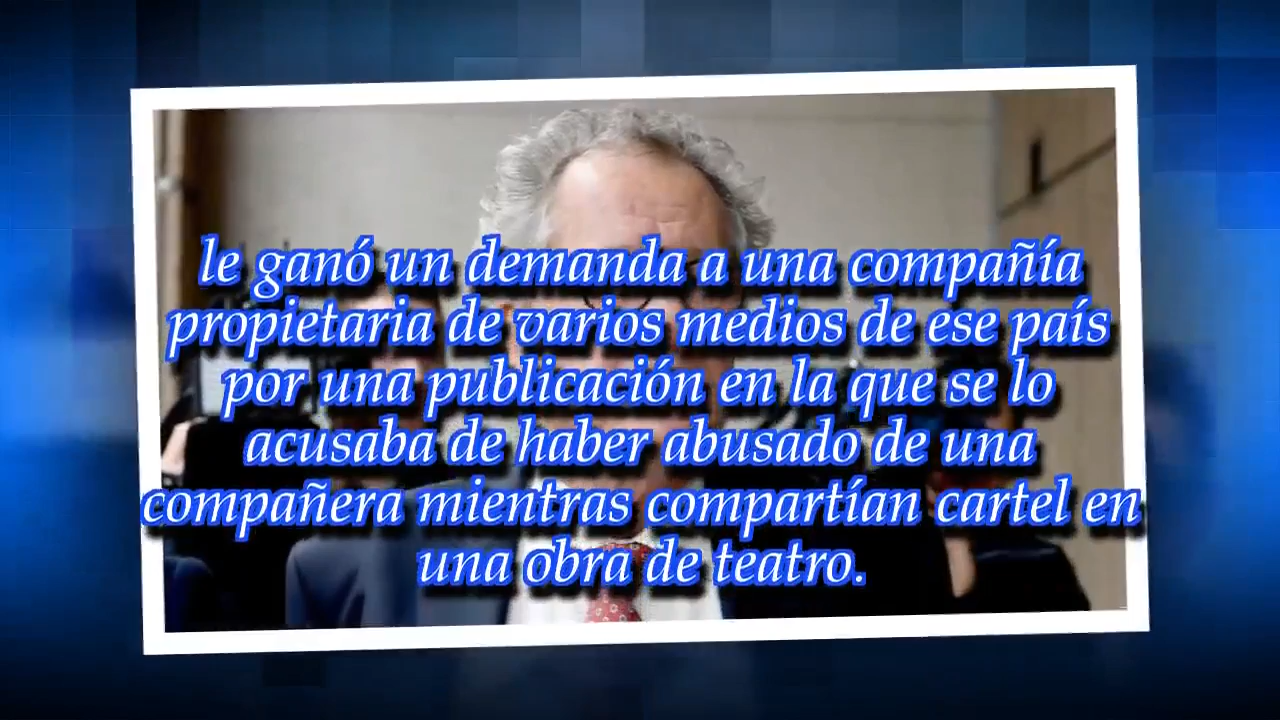 le ganó un demanda a una compañía
propietaria de varios medios de ese país
por una publicación en la que se lo
acusaba de haber abusado de una
compañera mientras compartían cartel en
una obra de teatro.